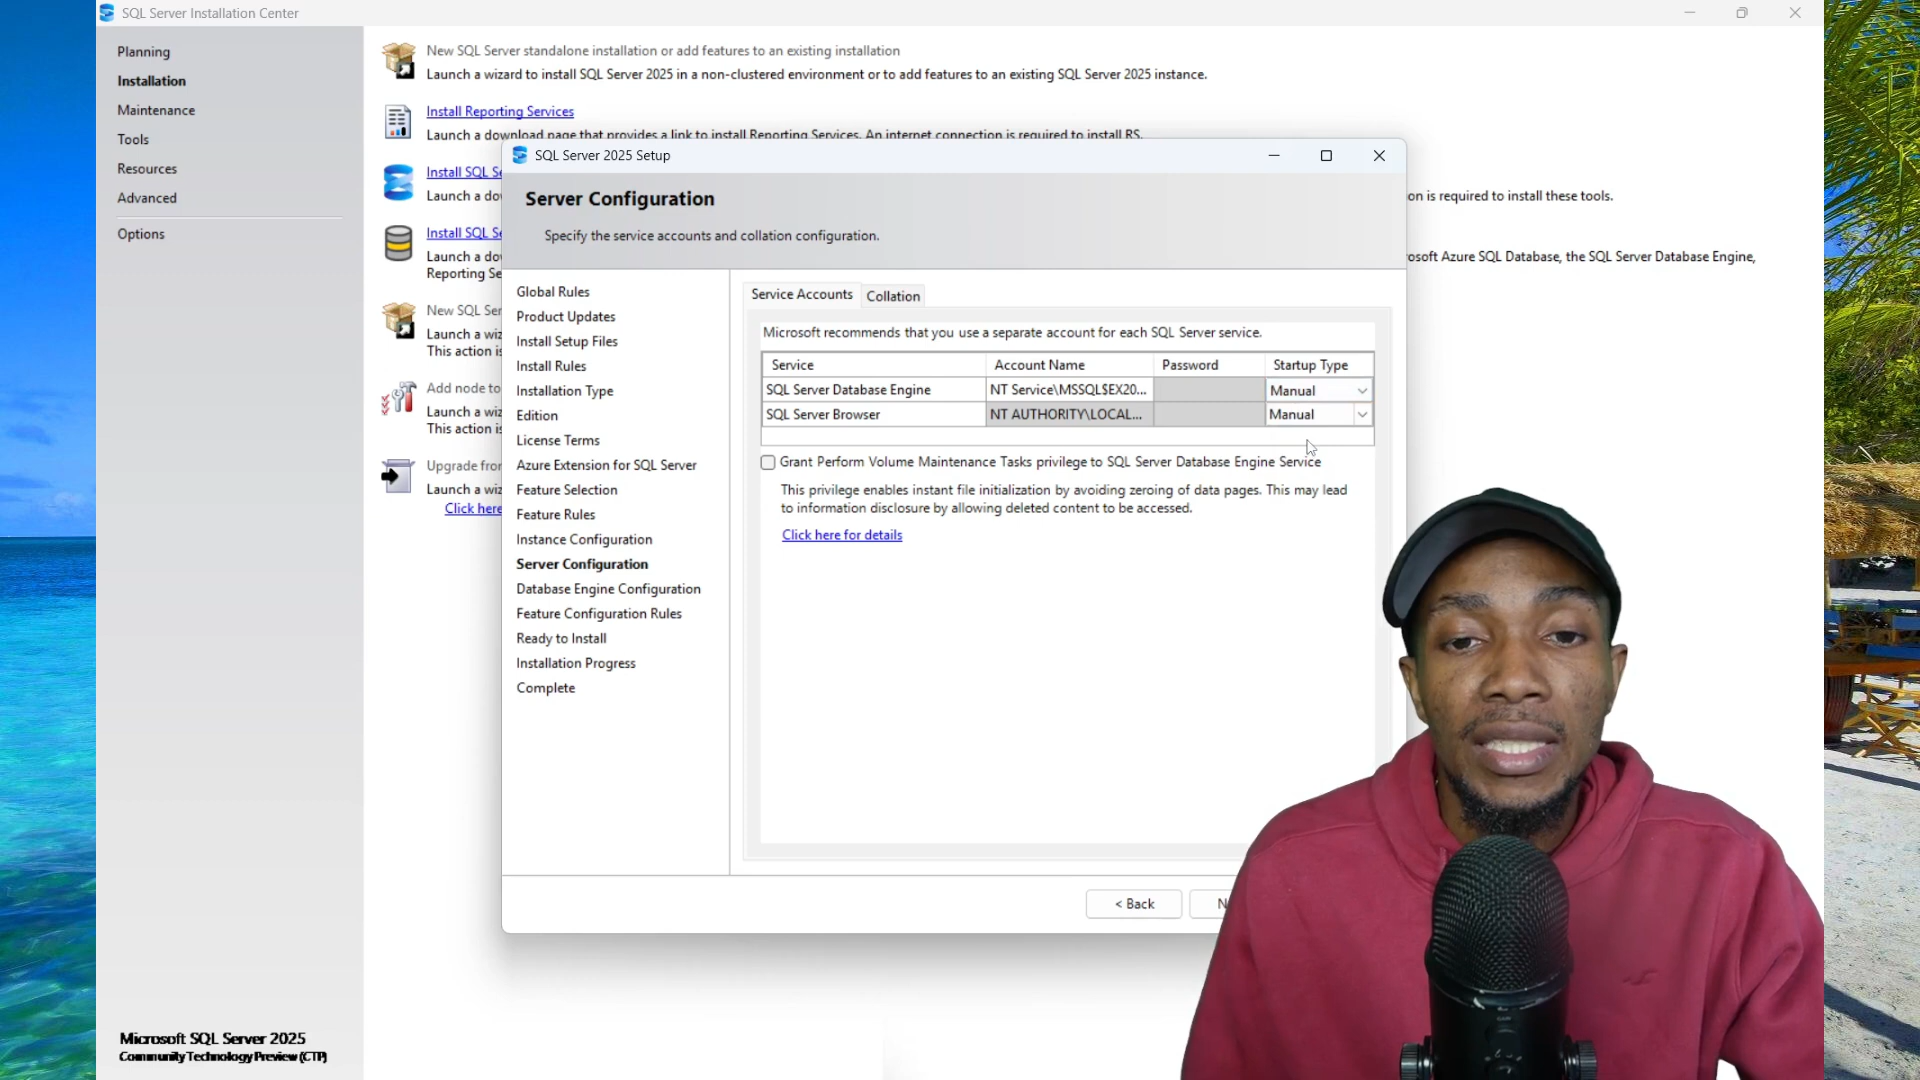 SQL Server Installation Center
Planning
Installation
Maintenance
Tools
Resources
Advanced
Options
Microsoft SQL Server 2025
Community Technology Preview (CTP)
New SQL Server standalone installation or add features to an existing installation
Launch a wizard to install SQL Server 2025 in a non-clustered environment or to add features to an existing SQL Server 2025 instance.
Install Reporting Services
Launch a download page that provides a link to install Reporting Services. An internet connection is required to install RS.
Install SQL Se
Launch a do on is required to install these tools.
Install SQL Se
Launch a do osoft Azure SQL Database, the SQL Server Database Engine,
Reporting Se
New SQL Ser
Launch a wiz
This action is
Add node to
Launch a wiz
This action is
Upgrade from
Launch a wiz
Click here
SQL Server 2025 Setup
Server Configuration
Specify the service accounts and collation configuration.
Global Rules
Product Updates
Install Setup Files
Install Rules
Installation Type
Edition
License Terms
Azure Extension for SQL Server
Feature Selection
Feature Rules
Instance Configuration
Server Configuration
Database Engine Configuration
Feature Configuration Rules
Ready to Install
Installation Progress
Complete
Service Accounts Collation
Microsoft recommends that you use a separate account for each SQL Server service.
Service Account Name Password Startup Type
SQL Server Database Engine NT Service\MSSQL$EX20... Manual
SQL Server Browser NT AUTHORITY\LOCAL... Manual
Grant Perform Volume Maintenance Tasks privilege to SQL Server Database Engine Service
This privilege enables instant file initialization by avoiding zeroing of data pages. This may lead
to information disclosure by allowing deleted content to be accessed.
Click here for details
< Back N